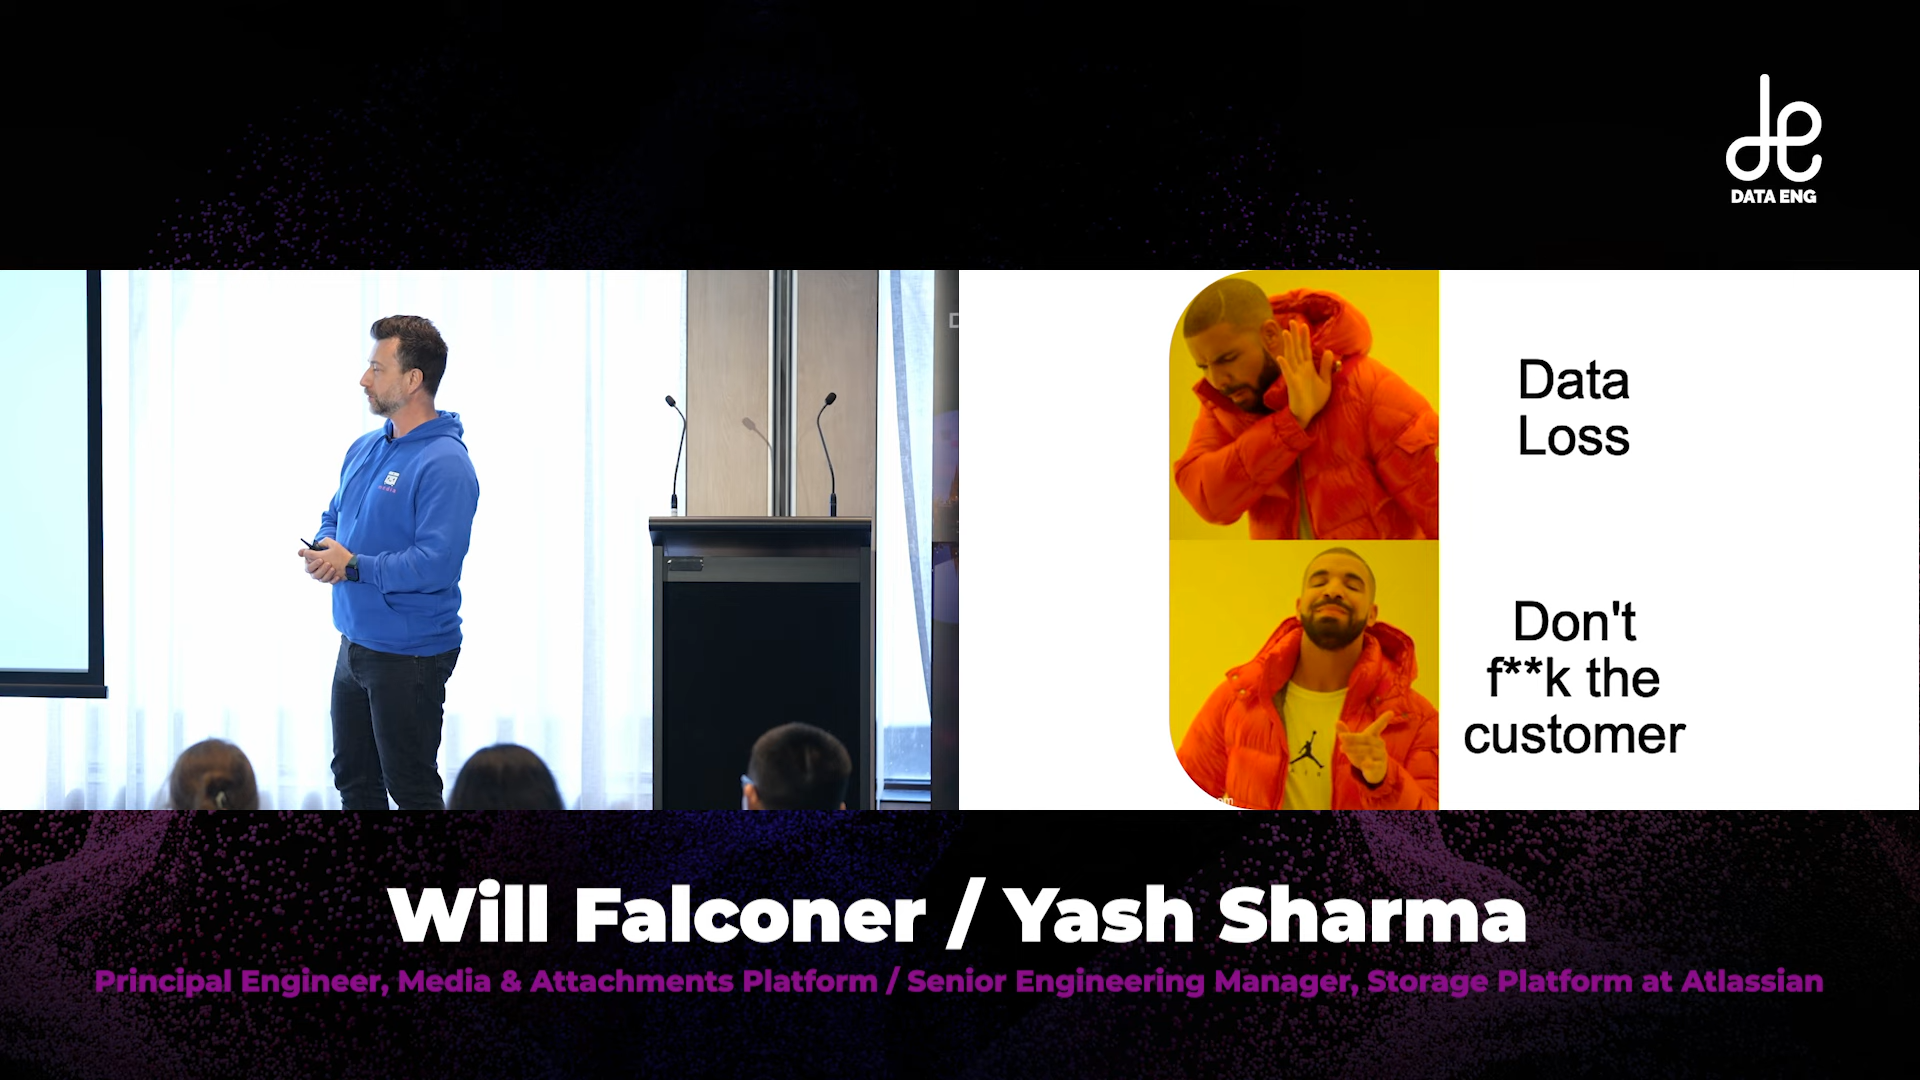 DATA ENG
Data
Loss
Don't
f**k the
customer
Will Falconer / Yash Sharma
Principal Engineer, Media & Attachments Platform / Senior Engineering Manager, Storage Platform at Atlassian